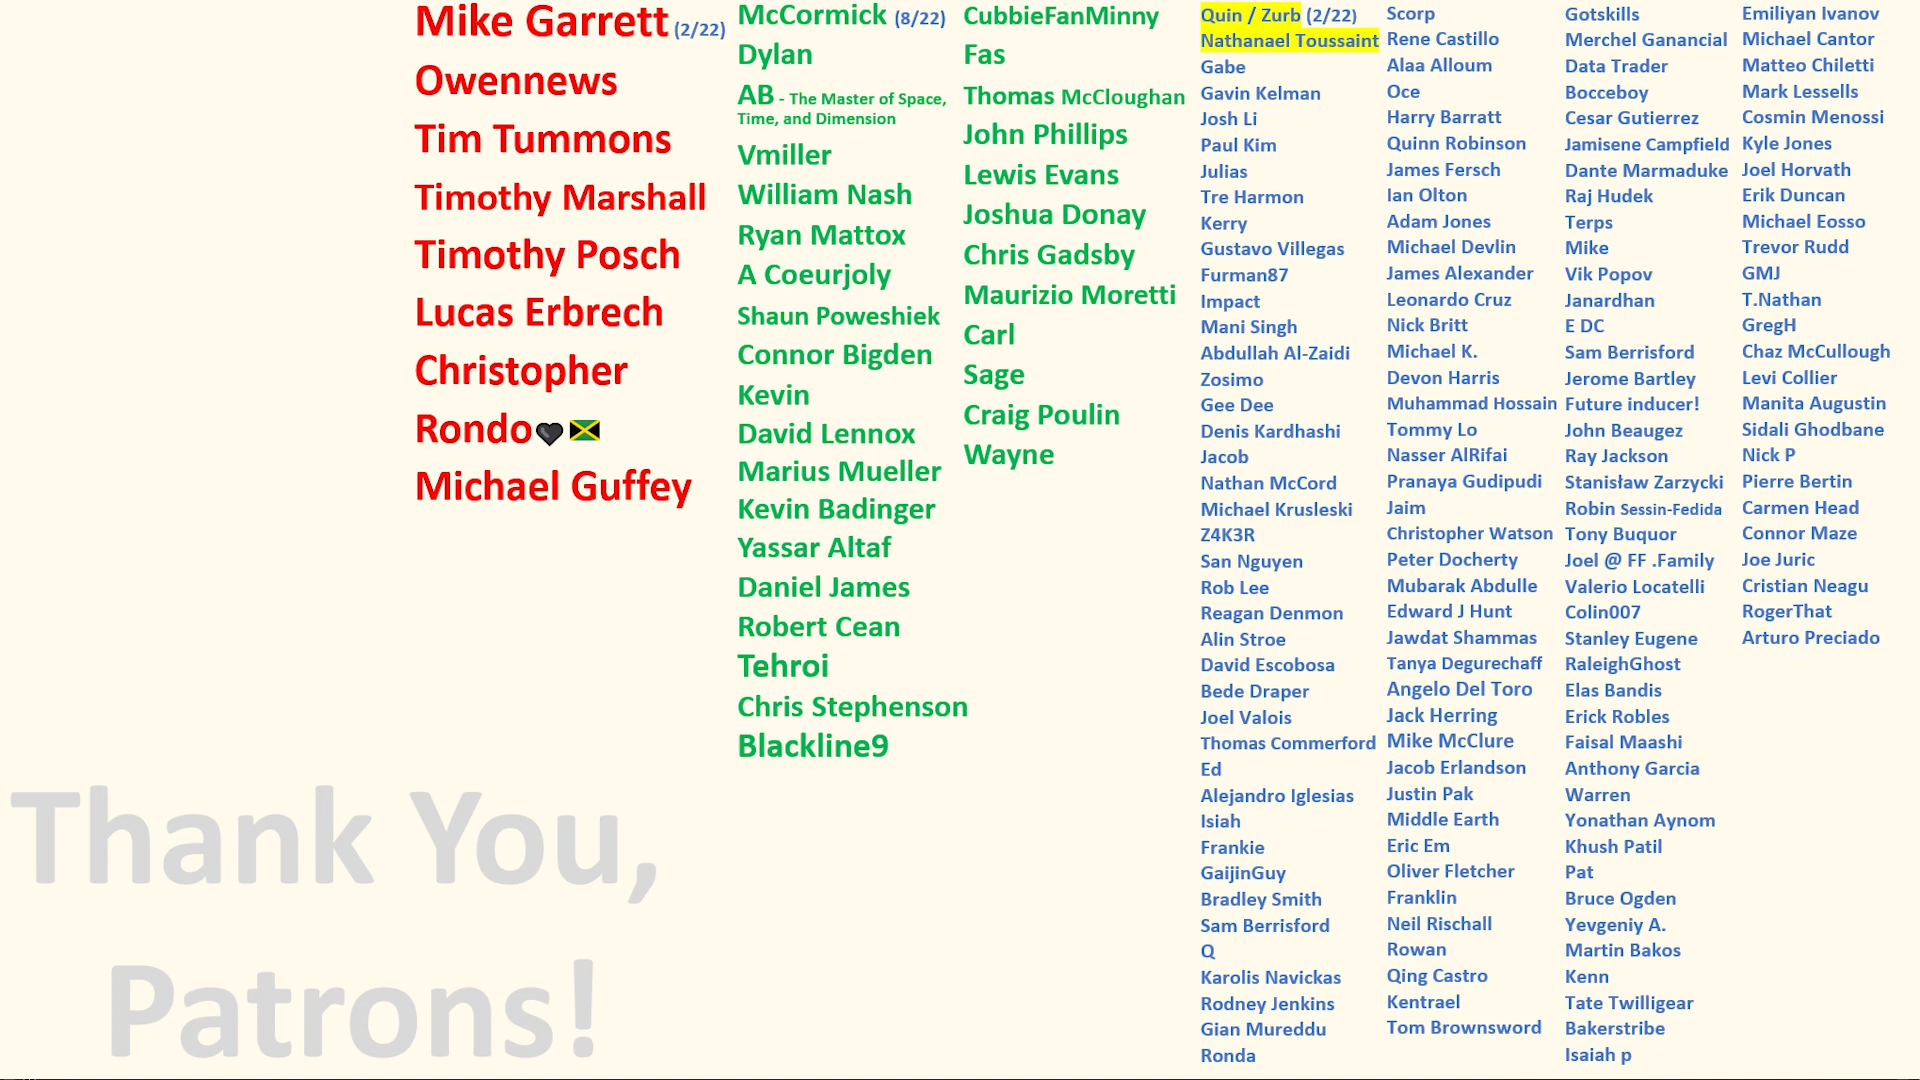 Mike Garrett (2/22)
Owennews
Tim Tummons
Timothy Marshall
Timothy Posch
Lucas Erbrech
Christopher
Rondo
Michael Guffey
McCormick (8/22)
Dylan
AB - The Master of Space,
Time, and Dimension
Vmiller
William Nash
Ryan Mattox
A Coeurjoly
Shaun Poweshiek
Connor Bigden
Kevin
David Lennox
Marius Mueller
Kevin Badinger
Yassar Altaf
Daniel James
Robert Cean
Tehroi
Chris Stephenson
Blackline9
CubbieFanMinny
Fas
Thomas McCloughan
John Phillips
Lewis Evans
Joshua Donay
Chris Gadsby
Maurizio Moretti
Carl
Sage
Craig Poulin
Wayne
Quin / Zurb (2/22)
Nathanael Toussaint
Gabe
Gavin Kelman
Josh Li
Paul Kim
Julias
Tre Harmon
Kerry
Gustavo Villegas
Furman87
Impact
Mani Singh
Abdullah Al-Zaidi
Zosimo
Gee Dee
Denis Kardhashi
Jacob
Nathan McCord
Michael Krusleski
Z4K3R
San Nguyen
Rob Lee
Reagan Denmon
Alin Stroe
David Escobosa
Bede Draper
Joel Valois
Thomas Commerford
Ed
Alejandro Iglesias
Isiah
Frankie
GaijinGuy
Bradley Smith
Sam Berrisford
Q
Karolis Navickas
Rodney Jenkins
Gian Mureddu
Ronda
Scorp
Rene Castillo
Alaa Alloum
Oce
Harry Barratt
Quinn Robinson
James Fersch
Ian Olton
Adam Jones
Michael Devlin
James Alexander
Leonardo Cruz
Nick Britt
Michael K.
Devon Harris
Muhammad Hossain
Tommy Lo
Nasser AlRifai
Pranaya Gudipudi
Jaim
Christopher Watson
Peter Docherty
Mubarak Abdulle
Edward J Hunt
Jawdat Shammas
Tanya Degurechaff
Angelo Del Toro
Jack Herring
Mike McClure
Jacob Erlandson
Justin Pak
Middle Earth
Eric Em
Oliver Fletcher
Franklin
Neil Rischall
Rowan
Qing Castro
Kentrael
Tom Brownsword
Gotskills
Merchel Ganancial
Data Trader
Bocceboy
Cesar Gutierrez
Jamisene Campfield
Dante Marmaduke
Raj Hudek
Terps
Mike
Vik Popov
Janardhan
E DC
Sam Berrisford
Jerome Bartley
Future inducer!
John Beaugez
Ray Jackson
Stanisław Zarzycki
Robin Sessin-Fedida
Tony Buquor
Joel @ FF .Family
Valerio Locatelli
Colin007
Stanley Eugene
RaleighGhost
Elas Bandis
Erick Robles
Faisal Maashi
Anthony Garcia
Warren
Yonathan Aynom
Khush Patil
Pat
Bruce Ogden
Yevgeniy A.
Martin Bakos
Kenn
Tate Twilligear
Bakerstribe
Isaiah p
Emiliyan Ivanov
Michael Cantor
Matteo Chiletti
Mark Lessells
Cosmin Menossi
Kyle Jones
Joel Horvath
Erik Duncan
Michael Eosso
Trevor Rudd
GMJ
T.Nathan
GregH
Chaz McCullough
Levi Collier
Manita Augustin
Sidali Ghodbane
Nick P
Pierre Bertin
Carmen Head
Connor Maze
Joe Juric
Cristian Neagu
RogerThat
Arturo Preciado
Thank You,
Patrons!